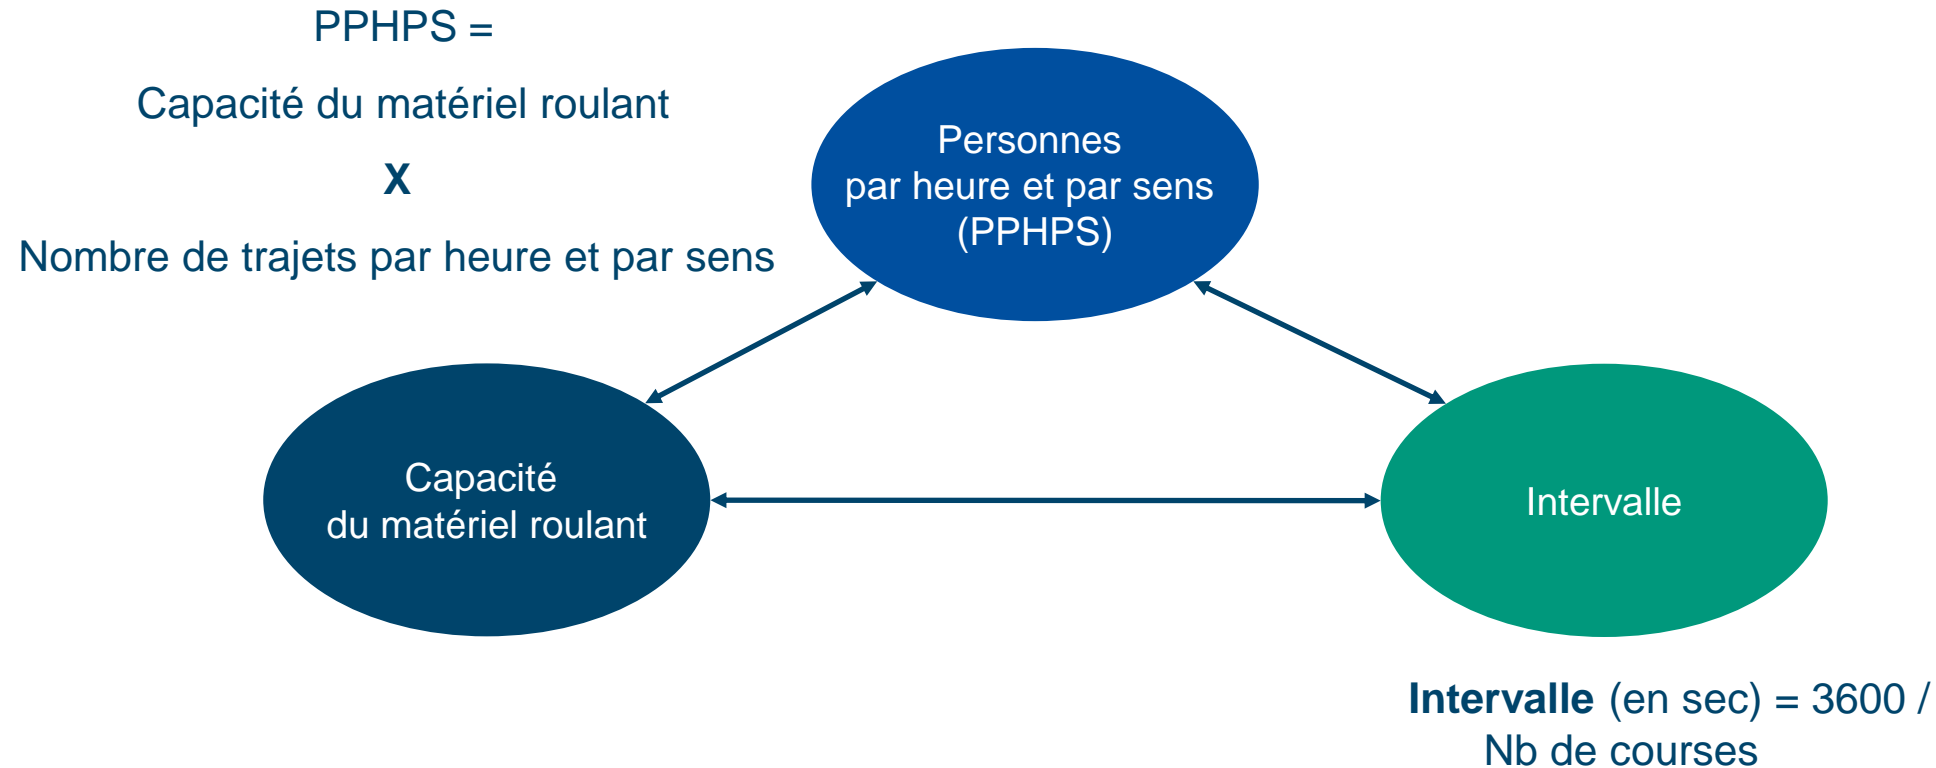 PPHPS =
Capacité du matériel roulant
X
Nombre de trajets par heure et par sens
Personnes
par heure et par sens
(PPHPS)
Capacité
du matériel roulant
Intervalle
Intervalle (en sec) = 3600 /
Nb de courses